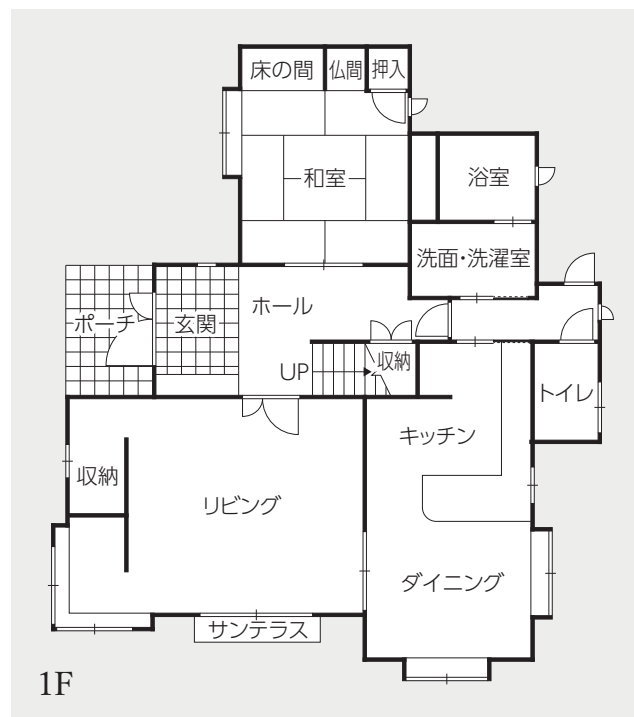 床の間
仏間
押入
和室
浴室
洗面・洗濯室
ホール
ポーチ
玄関
UP
収納
トイレ
キッチン
収納
リビング
ダイニング
サンテラス
1F